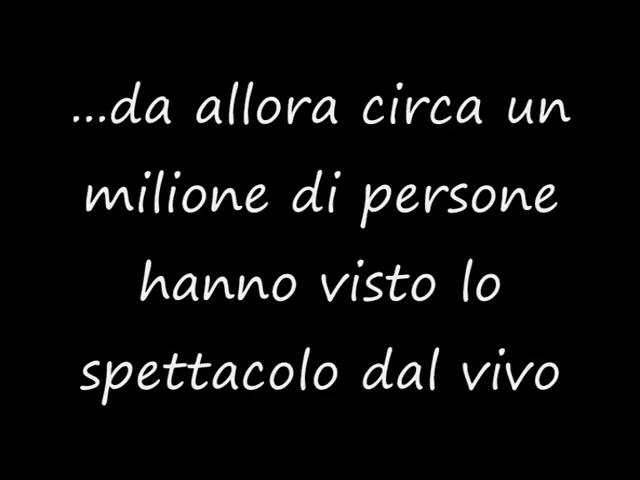 ...da allora circa un
milione di persone
hanno visto lo
spettacolo dal vivo